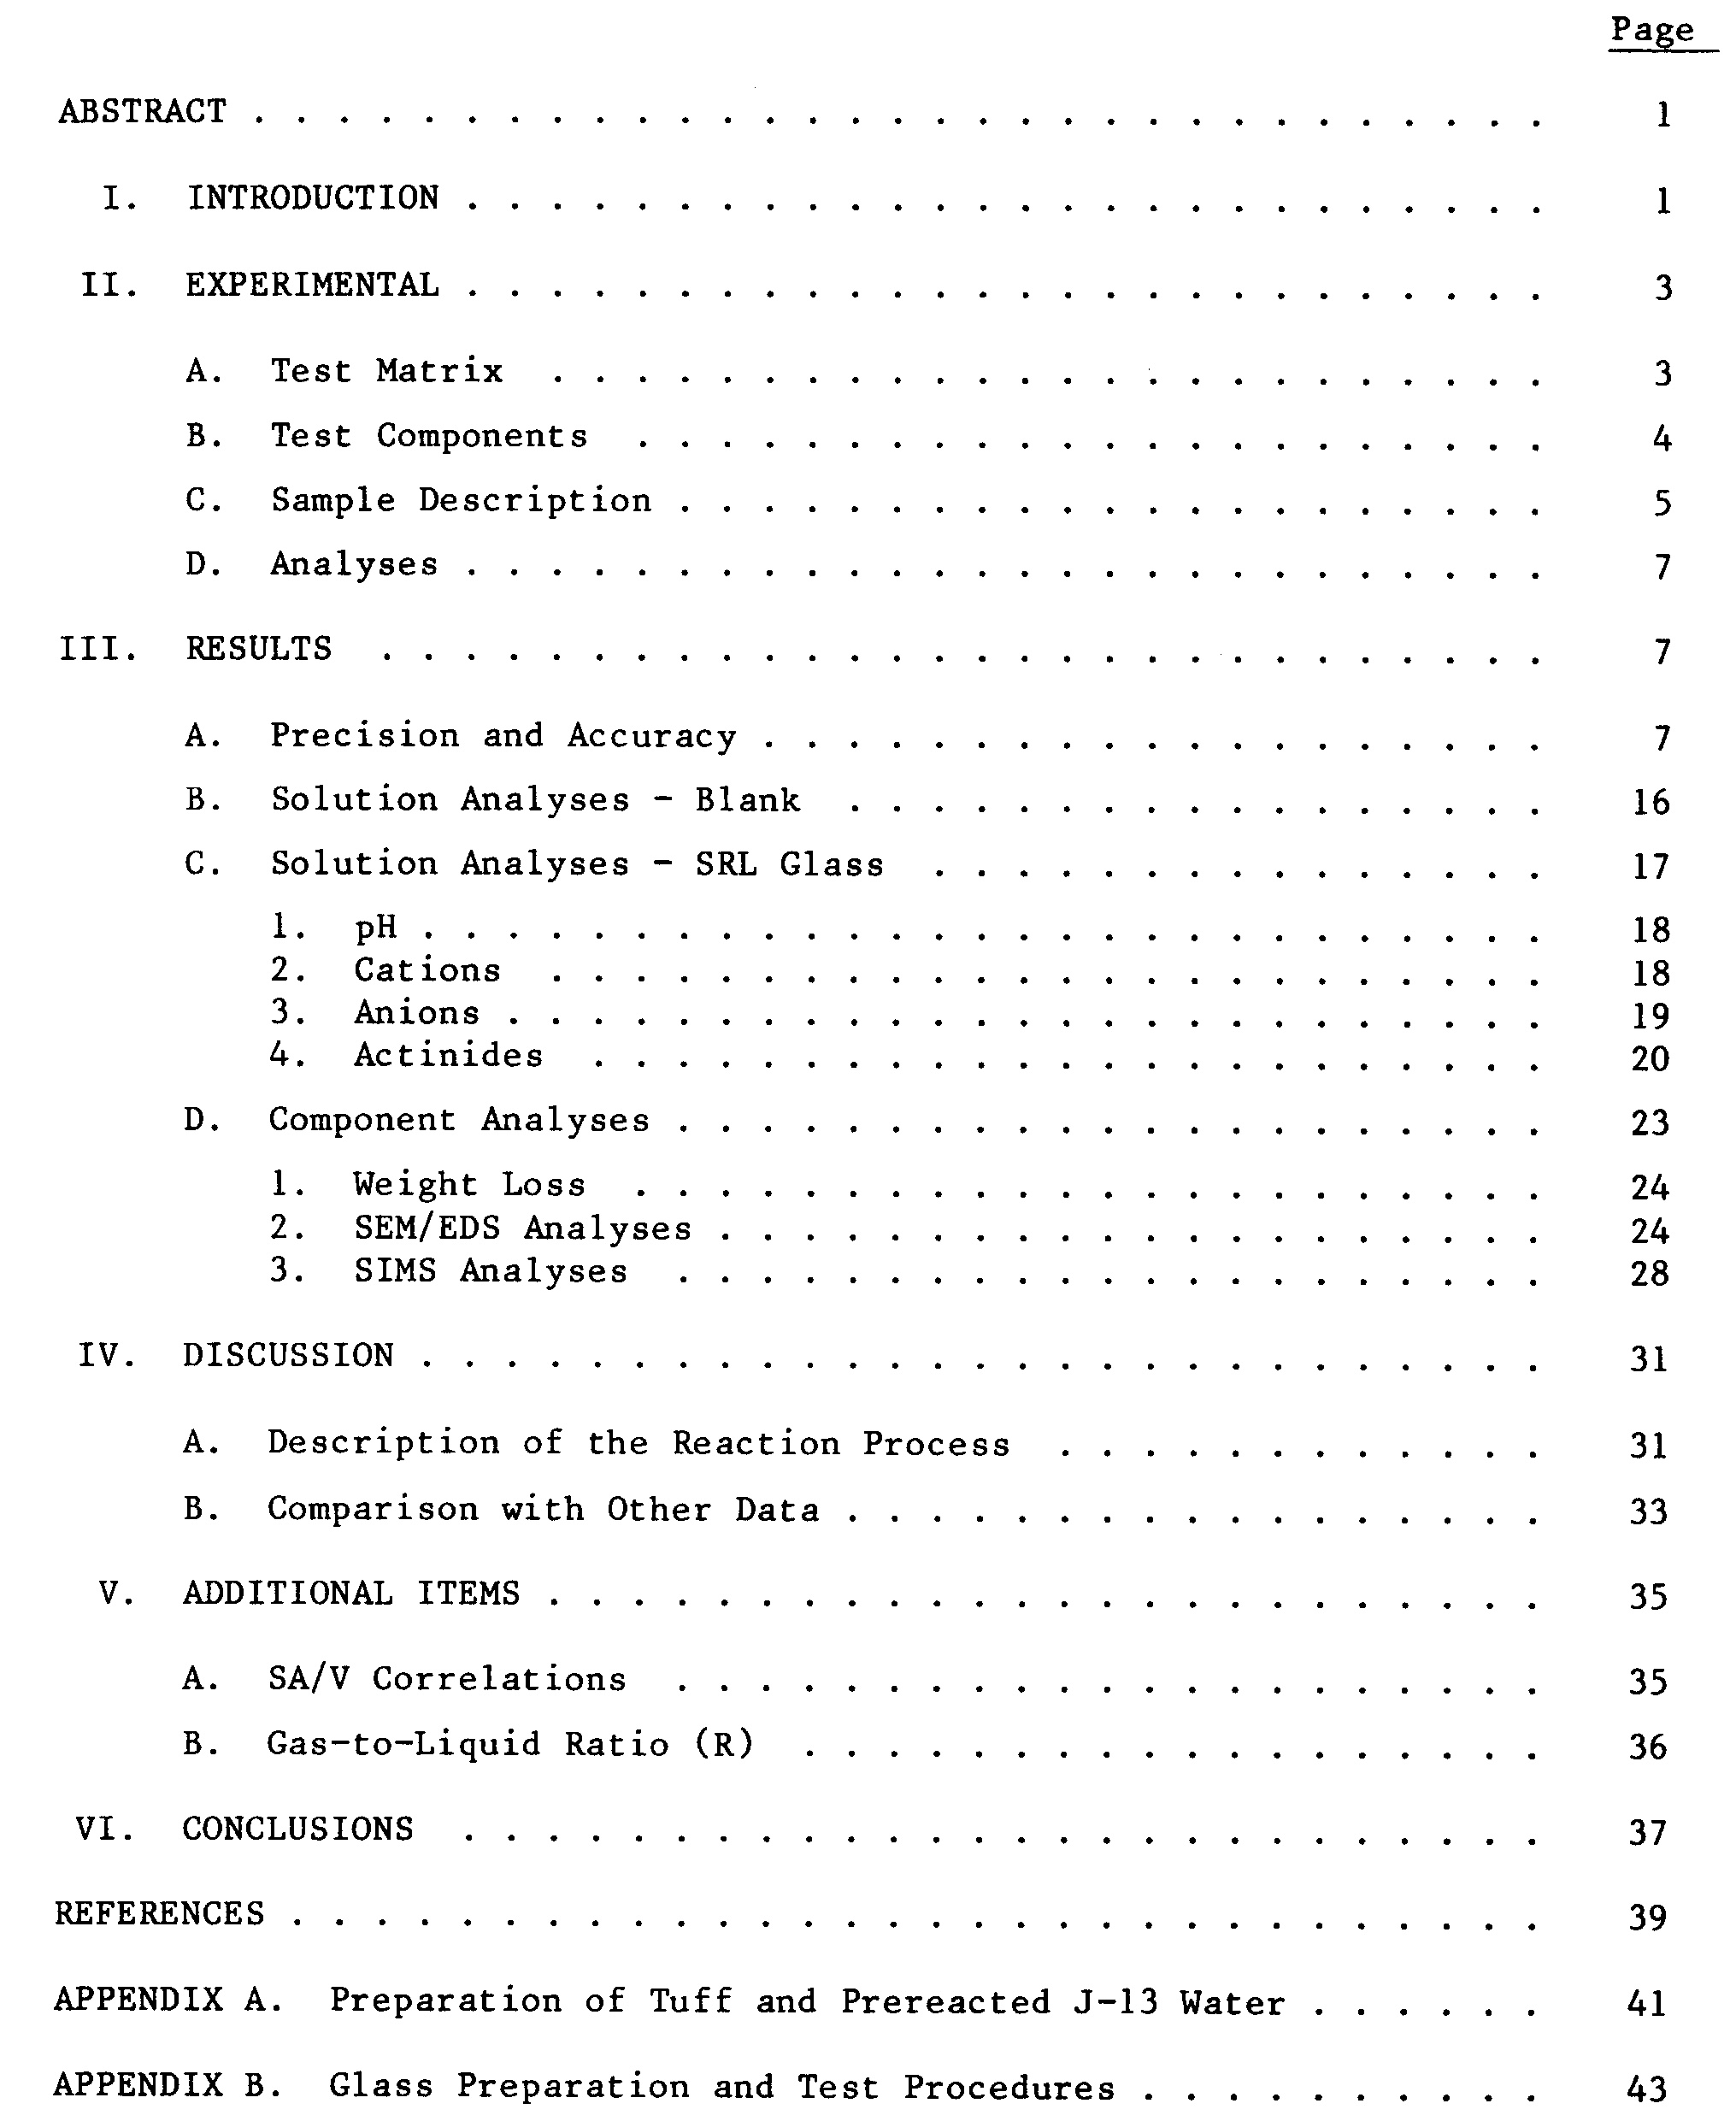 Page
ABSTRACT . . . . . . . . . . . . . . . . . . . . . . . . . . . . . . . 1
I. INTRODUCTION . . . . . . . . . . . . . . . . . . . . . . . . . . 1
II. EXPERIMENTAL . . . . . . . . . . . . . . . . . . . . . . . . . . 3
A. Test Matrix . . . . . . . . . . . . . . . . . . . . . . . . 3
B. Test Components . . . . . . . . . . . . . . . . . . . . . . 4
C. Sample Description . . . . . . . . . . . . . . . . . . . . . 5
D. Analyses . . . . . . . . . . . . . . . . . . . . . . . . . . 7
III. RESULTS . . . . . . . . . . . . . . . . . . . . . . . . . . . . 7
A. Precision and Accuracy . . . . . . . . . . . . . . . . . . . 7
B. Solution Analyses - Blank . . . . . . . . . . . . . . . . . 16
C. Solution Analyses - SRL Glass . . . . . . . . . . . . . . . 17
1. pH . . . . . . . . . . . . . . . . . . . . . . . . . . . 18
2. Cations . . . . . . . . . . . . . . . . . . . . . . . . 18
3. Anions . . . . . . . . . . . . . . . . . . . . . . . . . 19
4. Actinides . . . . . . . . . . . . . . . . . . . . . . . 20
D. Component Analyses . . . . . . . . . . . . . . . . . . . . . 23
1. Weight Loss . . . . . . . . . . . . . . . . . . . . . . 24
2. SEM/EDS Analyses . . . . . . . . . . . . . . . . . . . . 24
3. SIMS Analyses . . . . . . . . . . . . . . . . . . . . . 28
IV. DISCUSSION . . . . . . . . . . . . . . . . . . . . . . . . . . . 31
A. Description of the Reaction Process . . . . . . . . . . . . 31
B. Comparison with Other Data . . . . . . . . . . . . . . . . . 33
V. ADDITIONAL ITEMS . . . . . . . . . . . . . . . . . . . . . . . . 35
A. SA/V Correlations . . . . . . . . . . . . . . . . . . . . . 35
B. Gas-to-Liquid Ratio (R) . . . . . . . . . . . . . . . . . . 36
VI. CONCLUSIONS . . . . . . . . . . . . . . . . . . . . . . . . . . 37
REFERENCES . . . . . . . . . . . . . . . . . . . . . . . . . . . . . . 39
APPENDIX A. Preparation of Tuff and Prereacted J-13 Water . . . . . . 41
APPENDIX B. Glass Preparation and Test Procedures . . . . . . . . . . 43